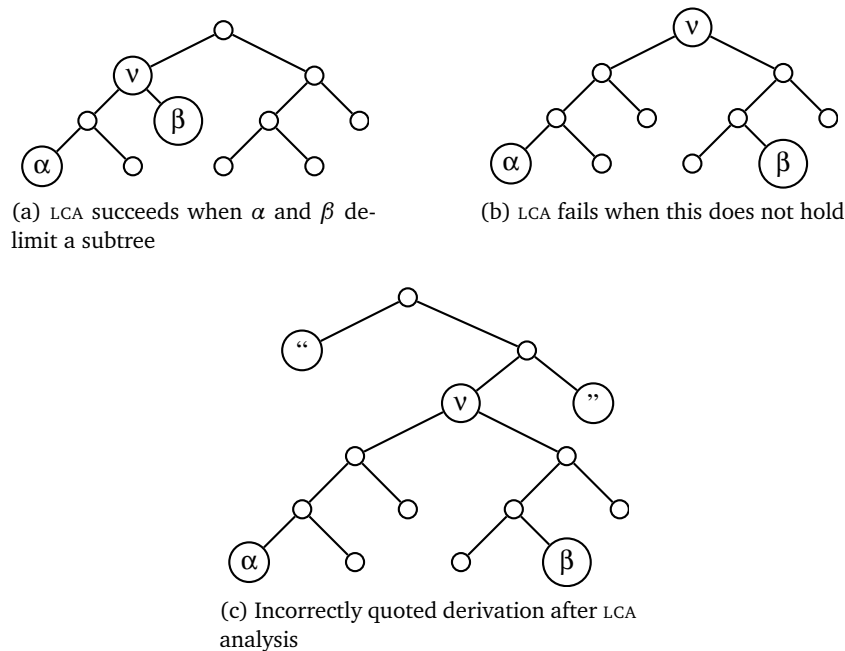 ν
β
α
(a) LCA succeeds when α and β de-
limit a subtree
ν
α
β
(b) LCA fails when this does not hold
“
ν
”
α
β
(c) Incorrectly quoted derivation after LCA
analysis